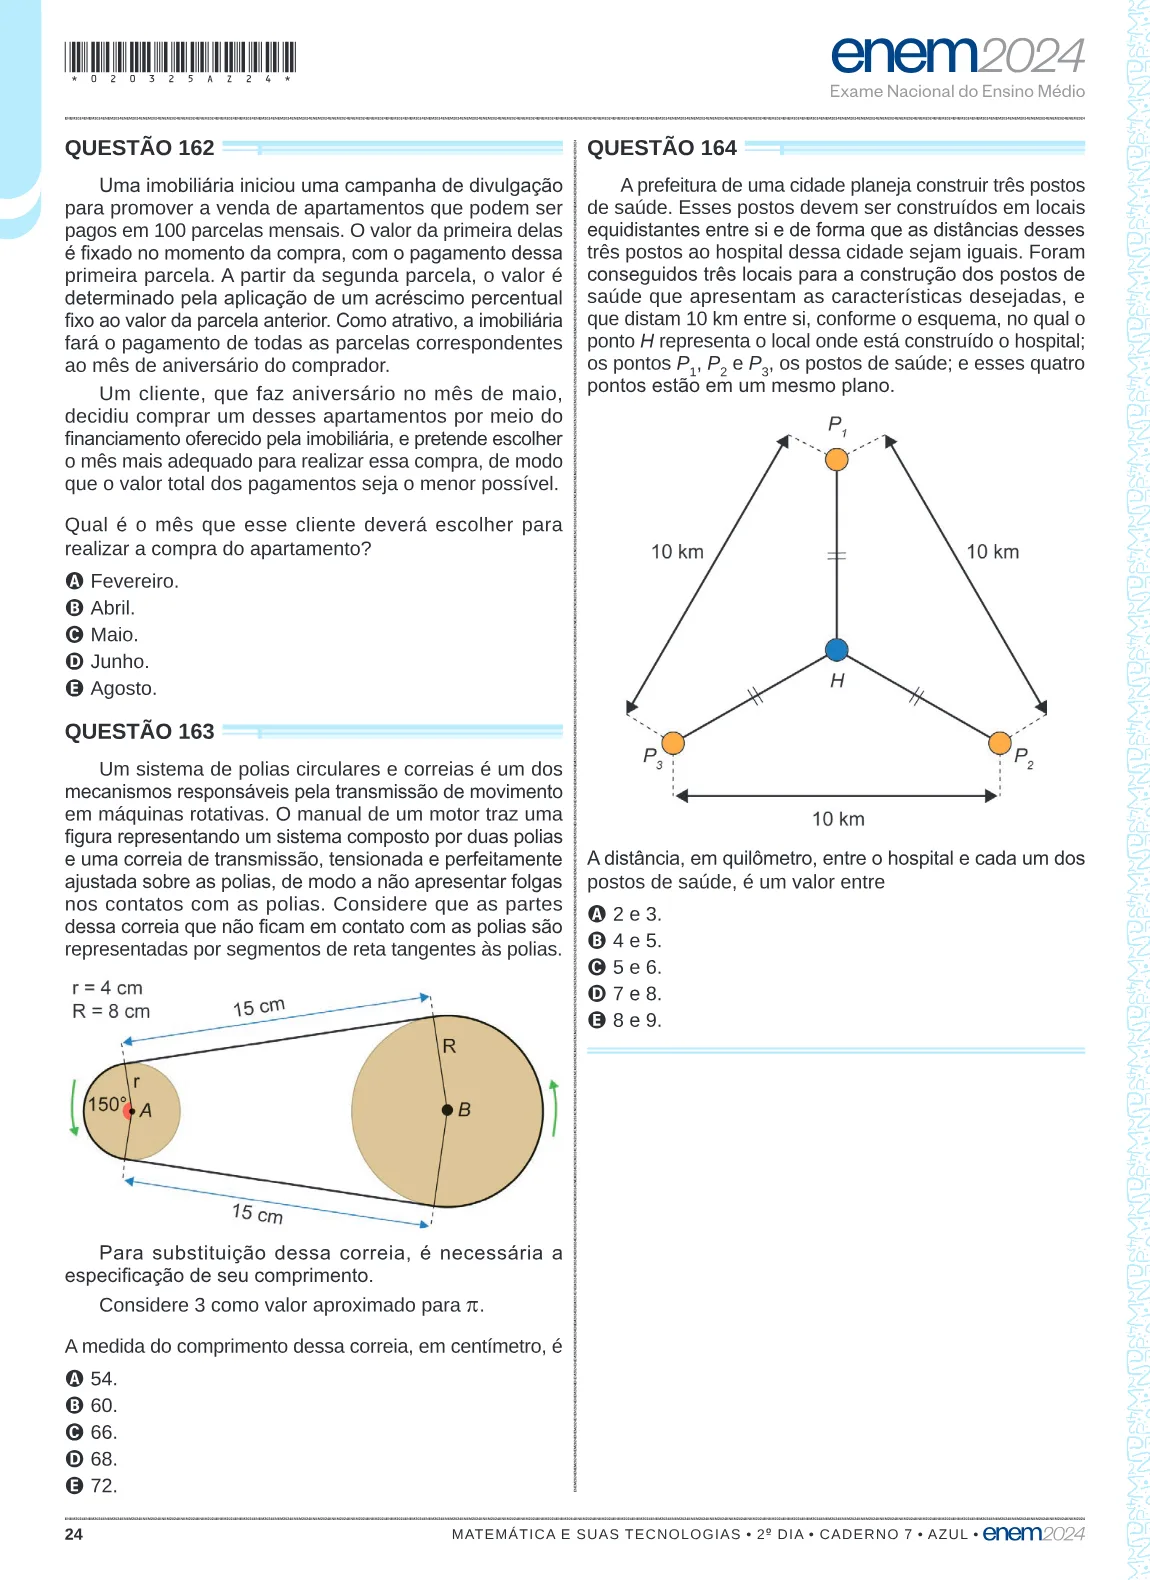 *020325AZ24*
enem2024
Exame Nacional do Ensino Médio
QUESTÃO 162
Uma imobiliária iniciou uma campanha de divulgação
para promover a venda de apartamentos que podem ser
pagos em 100 parcelas mensais. O valor da primeira delas
é fixado no momento da compra, com o pagamento dessa
primeira parcela. A partir da segunda parcela, o valor é
determinado pela aplicação de um acréscimo percentual
fixo ao valor da parcela anterior. Como atrativo, a imobiliária
fará o pagamento de todas as parcelas correspondentes
ao mês de aniversário do comprador.
Um cliente, que faz aniversário no mês de maio,
decidiu comprar um desses apartamentos por meio do
financiamento oferecido pela imobiliária, e pretende escolher
o mês mais adequado para realizar essa compra, de modo
que o valor total dos pagamentos seja o menor possível.
Qual é o mês que esse cliente deverá escolher para
realizar a compra do apartamento?
A Fevereiro.
B Abril.
C Maio.
D Junho.
E Agosto.
QUESTÃO 163
Um sistema de polias circulares e correias é um dos
mecanismos responsáveis pela transmissão de movimento
em máquinas rotativas. O manual de um motor traz uma
figura representando um sistema composto por duas polias
e uma correia de transmissão, tensionada e perfeitamente
ajustada sobre as polias, de modo a não apresentar folgas
nos contatos com as polias. Considere que as partes
dessa correia que não ficam em contato com as polias são
representadas por segmentos de reta tangentes às polias.
r = 4 cm
R = 8 cm
15 cm
R
r
150°
A
B
15 cm
Para substituição dessa correia, é necessária a
especificação de seu comprimento.
Considere 3 como valor aproximado para π.
A medida do comprimento dessa correia, em centímetro, é
A 54.
B 60.
C 66.
D 68.
E 72.
QUESTÃO 164
A prefeitura de uma cidade planeja construir três postos
de saúde. Esses postos devem ser construídos em locais
equidistantes entre si e de forma que as distâncias desses
três postos ao hospital dessa cidade sejam iguais. Foram
conseguidos três locais para a construção dos postos de
saúde que apresentam as características desejadas, e
que distam 10 km entre si, conforme o esquema, no qual o
ponto H representa o local onde está construído o hospital;
os pontos P1, P2 e P3, os postos de saúde; e esses quatro
pontos estão em um mesmo plano.
P1
10 km
10 km
H
P3
P2
10 km
A distância, em quilômetro, entre o hospital e cada um dos
postos de saúde, é um valor entre
A 2 e 3.
B 4 e 5.
C 5 e 6.
D 7 e 8.
E 8 e 9.
24
MATEMÁTICA E SUAS TECNOLOGIAS • 2º DIA • CADERNO 7 • AZUL • enem2024